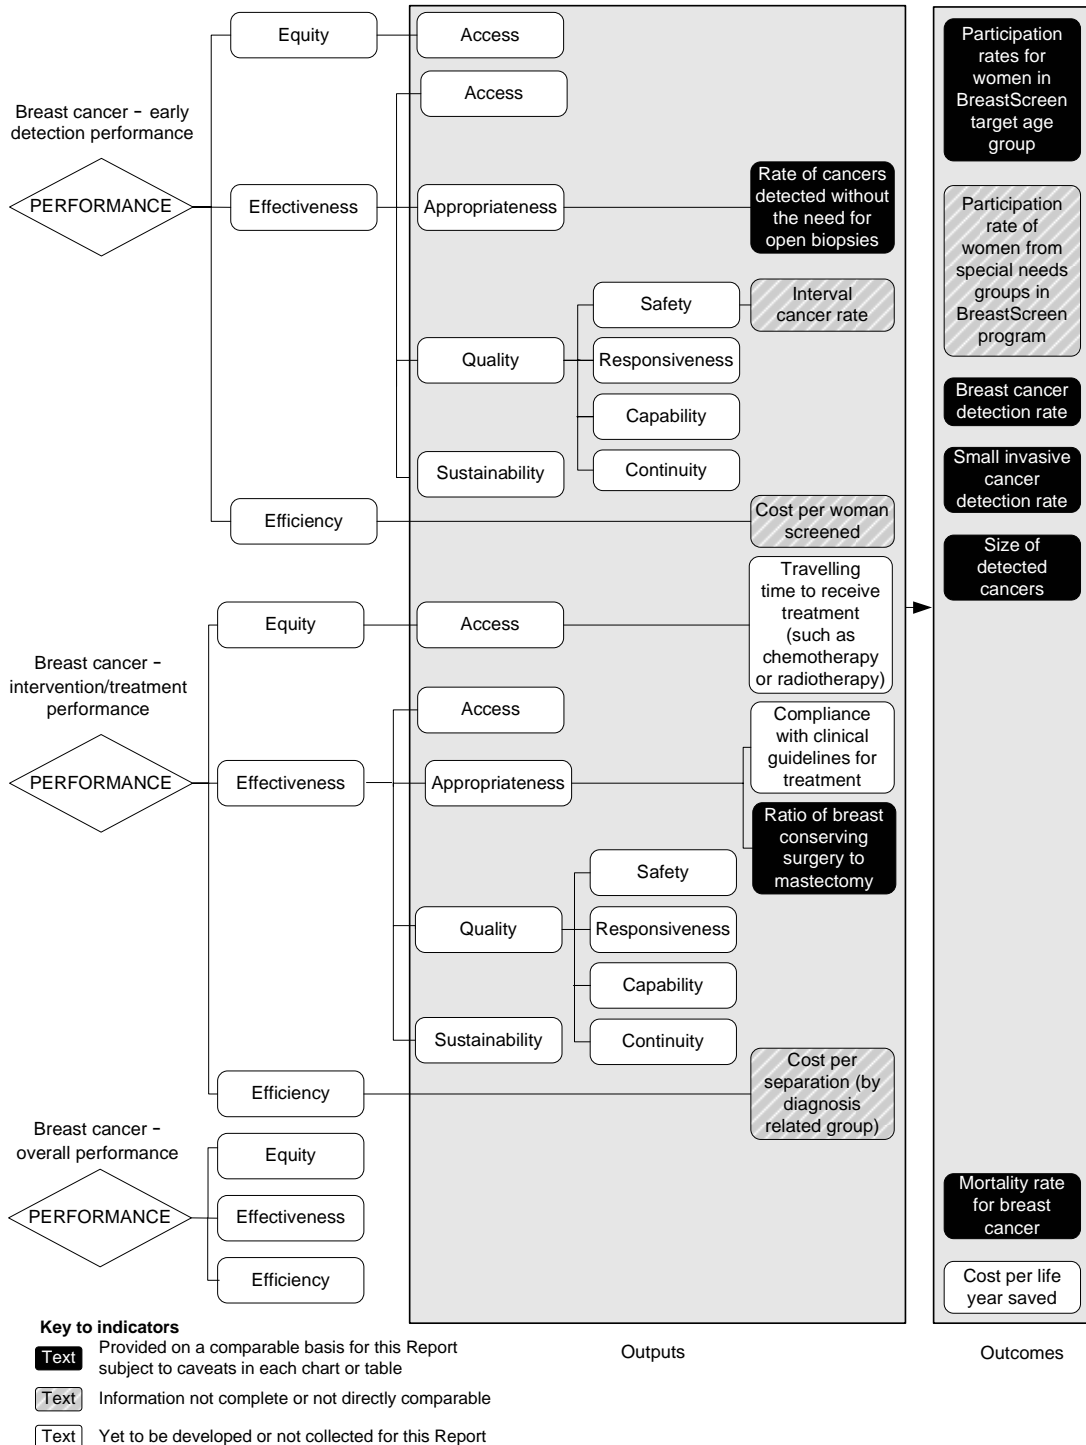 Breast cancer – early
detection performance
PERFORMANCE
Equity
Access
Access
Effectiveness
Appropriateness
Rate of cancers
detected without
the need for
open biopsies
Safety
Interval
cancer rate
Quality
Responsiveness
Capability
Sustainability
Continuity
Efficiency
Cost per woman
screened
Breast cancer –
intervention/treatment
performance
PERFORMANCE
Equity
Access
Travelling
time to receive
treatment
(such as
chemotherapy
or radiotherapy)
Access
Effectiveness
Appropriateness
Compliance
with clinical
guidelines for
treatment
Ratio of breast
conserving
surgery to
mastectomy
Safety
Quality
Responsiveness
Capability
Sustainability
Continuity
Efficiency
Cost per
separation (by
diagnosis
related group)
Breast cancer –
overall performance
PERFORMANCE
Equity
Effectiveness
Efficiency
Participation
rates for
women in
BreastScreen
target age
group
Participation
rate of
women from
special needs
groups in
BreastScreen
program
Breast cancer
detection rate
Small invasive
cancer
detection rate
Size of
detected
cancers
Mortality rate
for breast
cancer
Cost per life
year saved
Outputs
Outcomes
Key to indicators
Text
Provided on a comparable basis for this Report
subject to caveats in each chart or table
Text
Information not complete or not directly comparable
Text
Yet to be developed or not collected for this Report